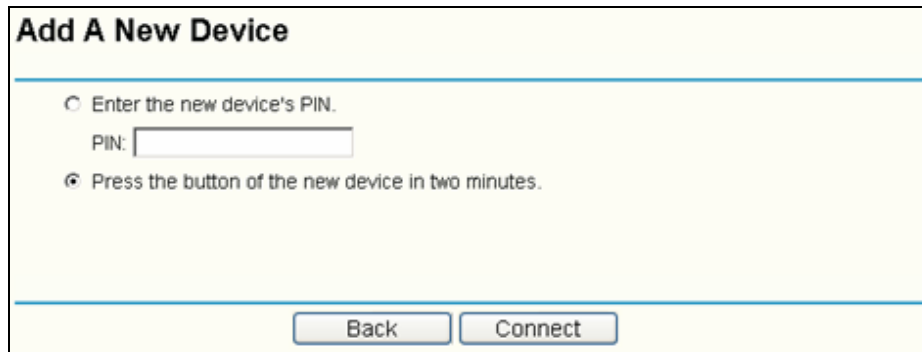 Add A New Device
Enter the new device's PIN.
PIN:
Press the button of the new device in two minutes.
Back Connect